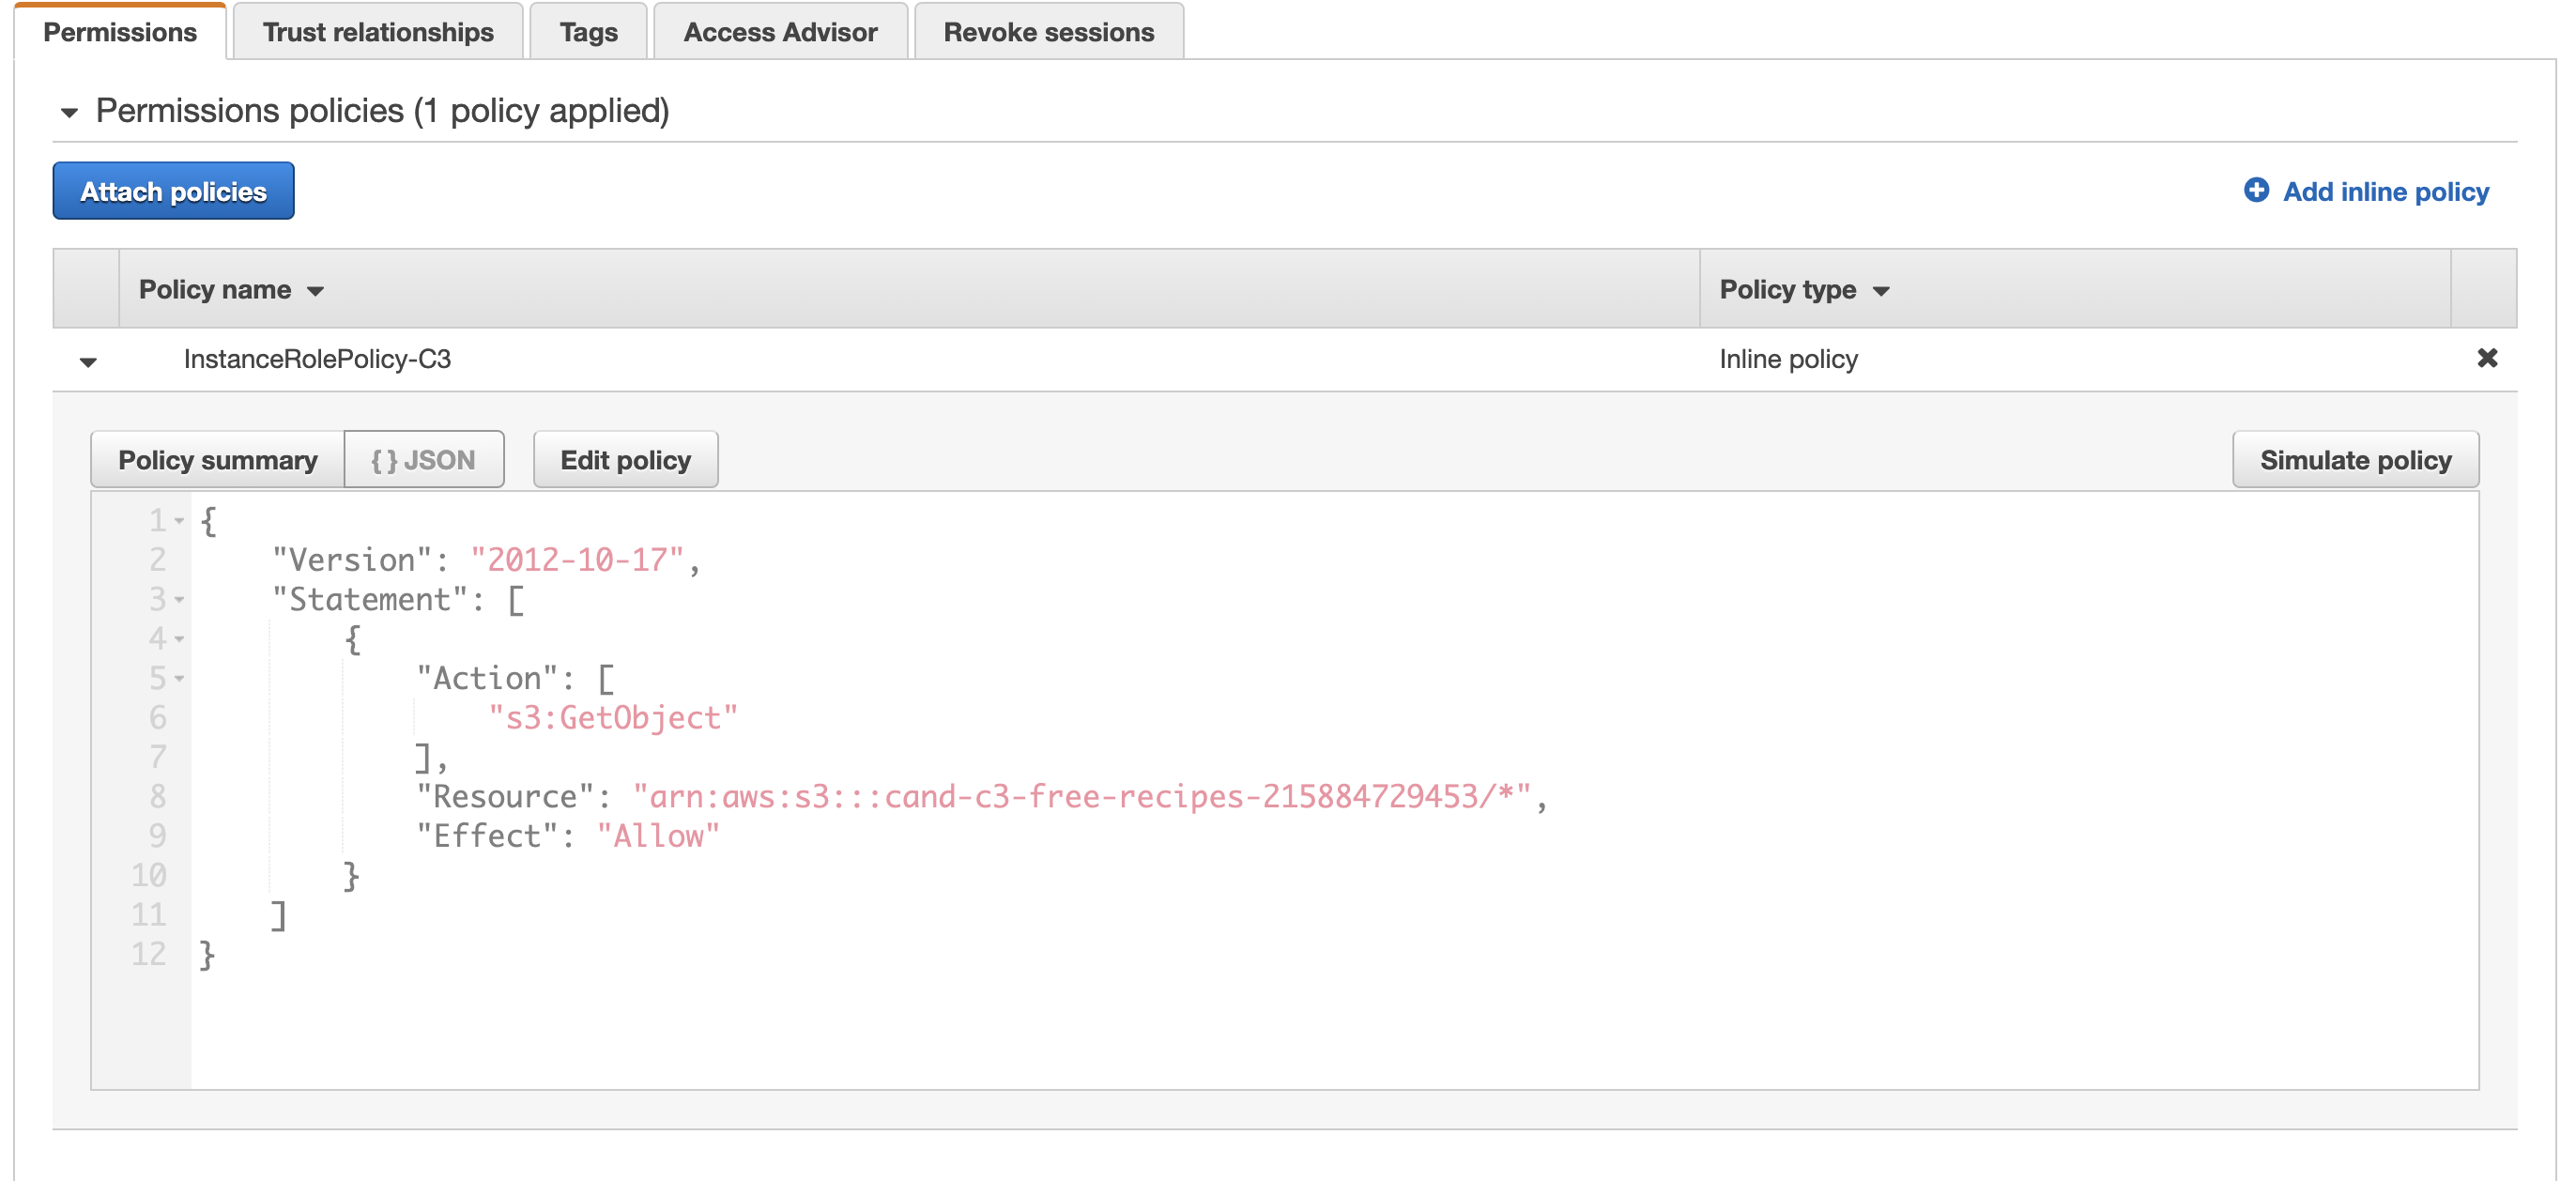 Permissions Trust relationships Tags Access Advisor Revoke sessions
Permissions policies (1 policy applied)
Attach policies Add inline policy
Policy name Policy type
InstanceRolePolicy-C3 Inline policy
Policy summary {} JSON Edit policy Simulate policy
1 {
2 "Version": "2012-10-17",
3 "Statement": [
4 {
5 "Action": [
6 "s3:GetObject"
7 ],
8 "Resource": "arn:aws:s3:::cand-c3-free-recipes-215884729453/*",
9 "Effect": "Allow"
10 }
11 ]
12 }